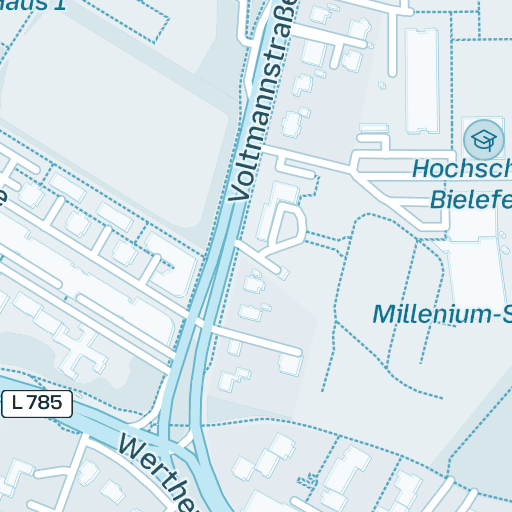 Haus 1
Voltmannstraße
Hochsch
Bielefe
Millenium-S
L 785
Werther